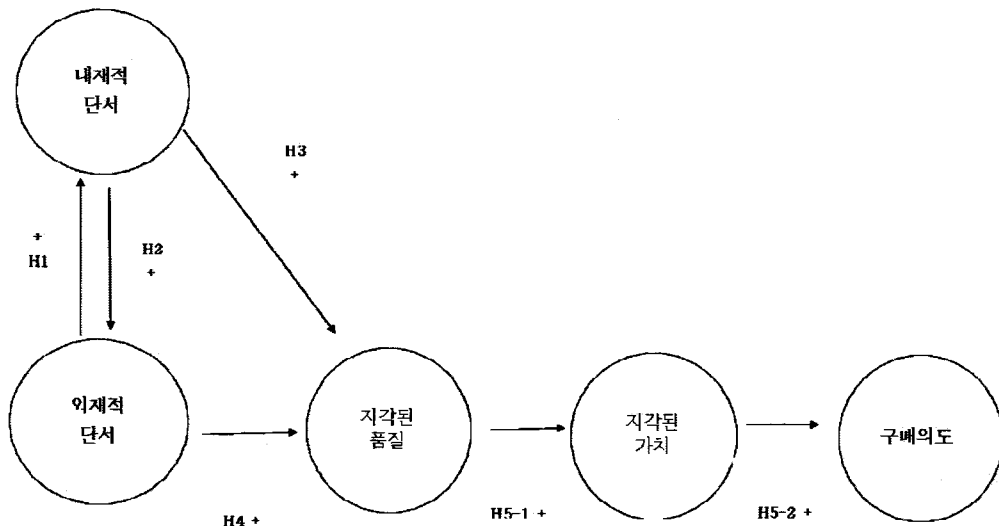 내재적
단서
H3
+
+
H1
H2
+
외재적
단서
지각된
품질
지각된
가치
구매의도
H4 +
H5-1 +
H5-2 +